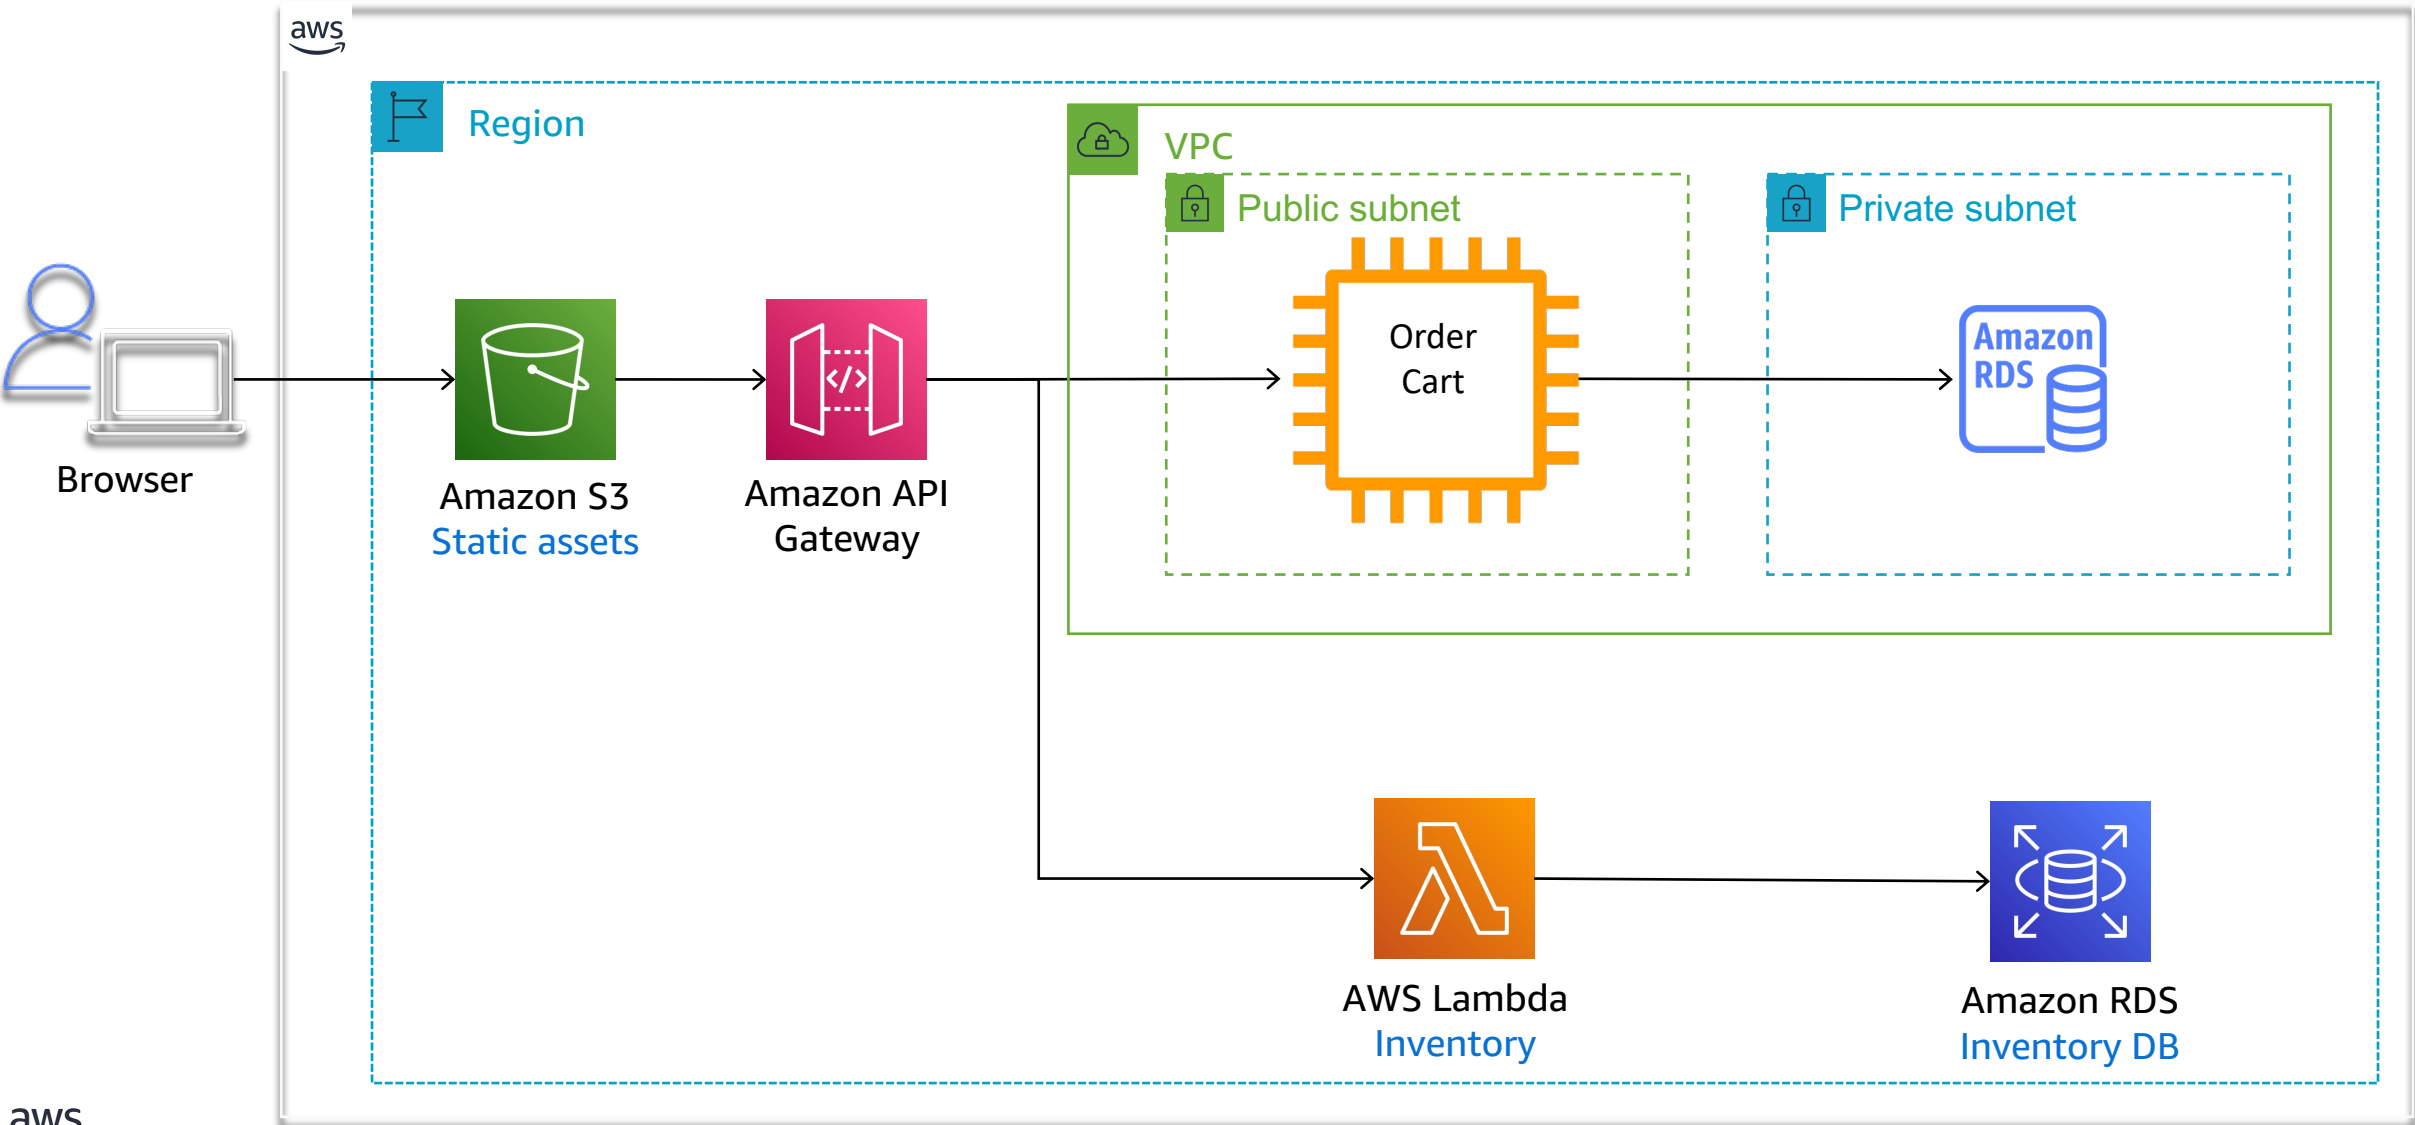 aws
Region
VPC
Public subnet
Private subnet
Order
Cart
Amazon
RDS
</>
Browser
Amazon S3
Static assets
Amazon API
Gateway
AWS Lambda
Inventory
Amazon RDS
Inventory DB
aws